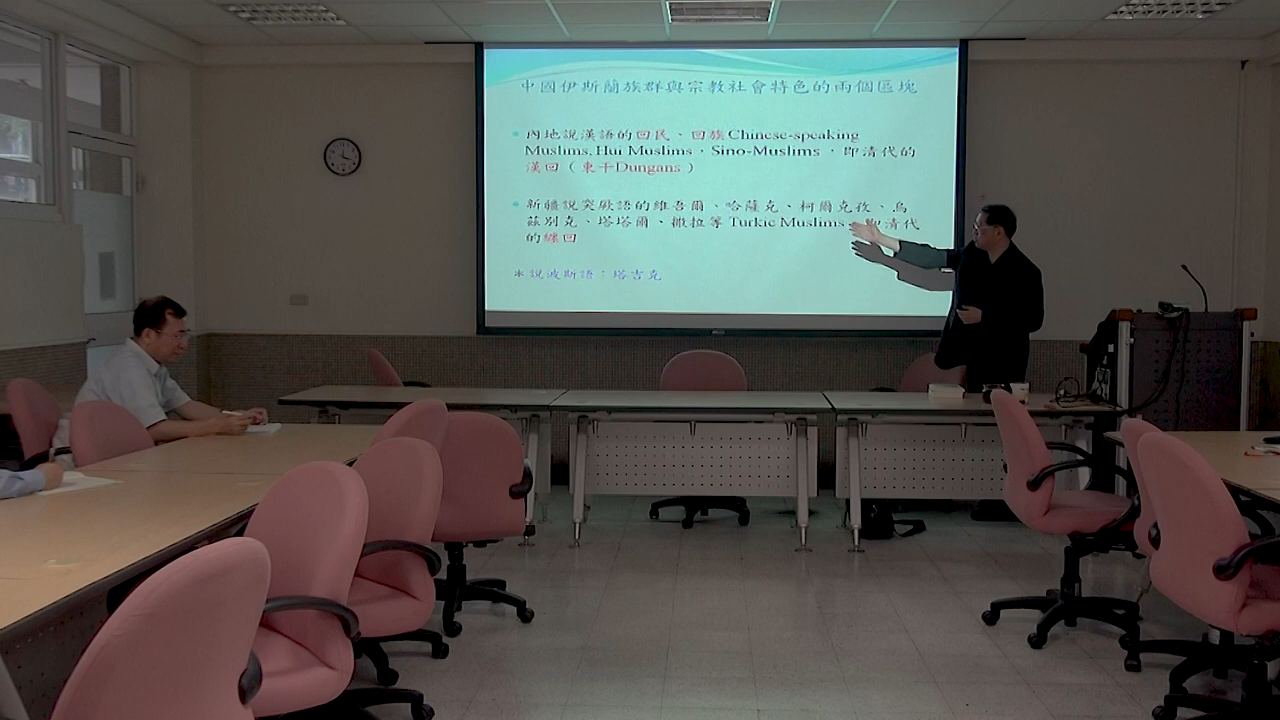 中國伊斯蘭族群與宗教社會特色的兩個區塊
內地說漢語的回民、回族Chinese-speaking
Muslims, Hui Muslims，Sino-Muslims ，即清代的
漢回（東干Dungans ）
新疆說突厥語的維吾爾、哈薩克、柯爾克孜、烏
茲別克、塔塔爾、撒拉等 Turkic Muslims，即清代
的纏回
＊說波斯語：塔吉克